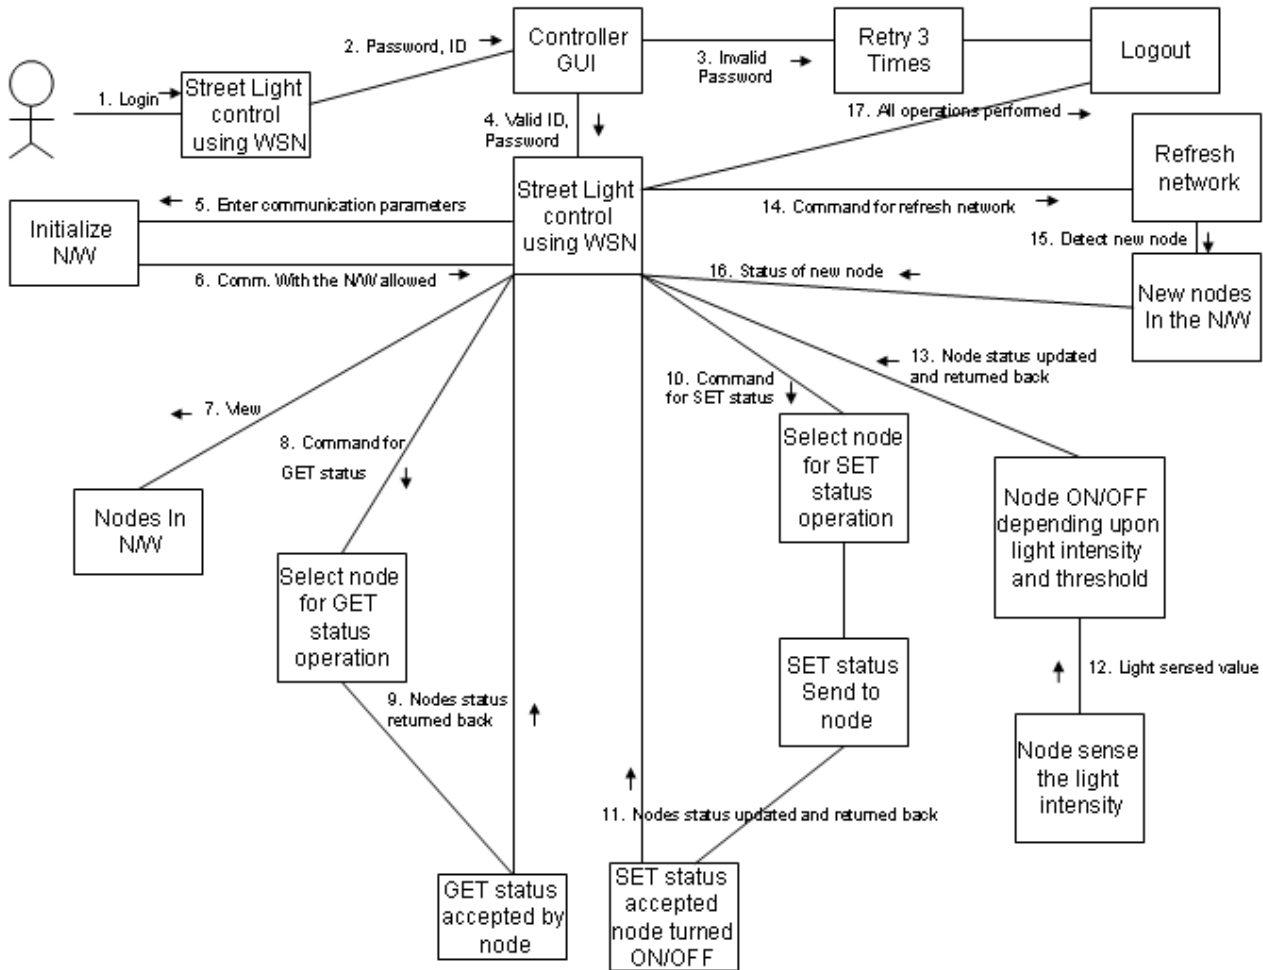 2. Password, ID
Controller
GUI
3. Invalid
Password
Retry 3
Times
Logout
1. Login
Street Light
control
using WSN
4. Valid ID,
Password
17. All operations performed
Refresh
network
Street Light
control
using WSN
5. Enter communication parameters
Initialize
N/W
6. Comm. With the N/W allowed
14. Command for refresh network
15. Detect new node
16. Status of new node
New nodes
In the N/W
13. Node status updated
and returned back
10. Command
for SET status
7. View
8. Command for
GET status
Select node
for SET
status
operation
Nodes In
N/W
Node ON/OFF
depending upon
light intensity
and threshold
Select node
for GET
status
operation
9. Nodes status
returned back
SET status
Send to
node
12. Light sensed value
Node sense
the light
intensity
11. Nodes status updated and returned back
GET status
accepted by
node
SET status
accepted
node turned
ON/OFF